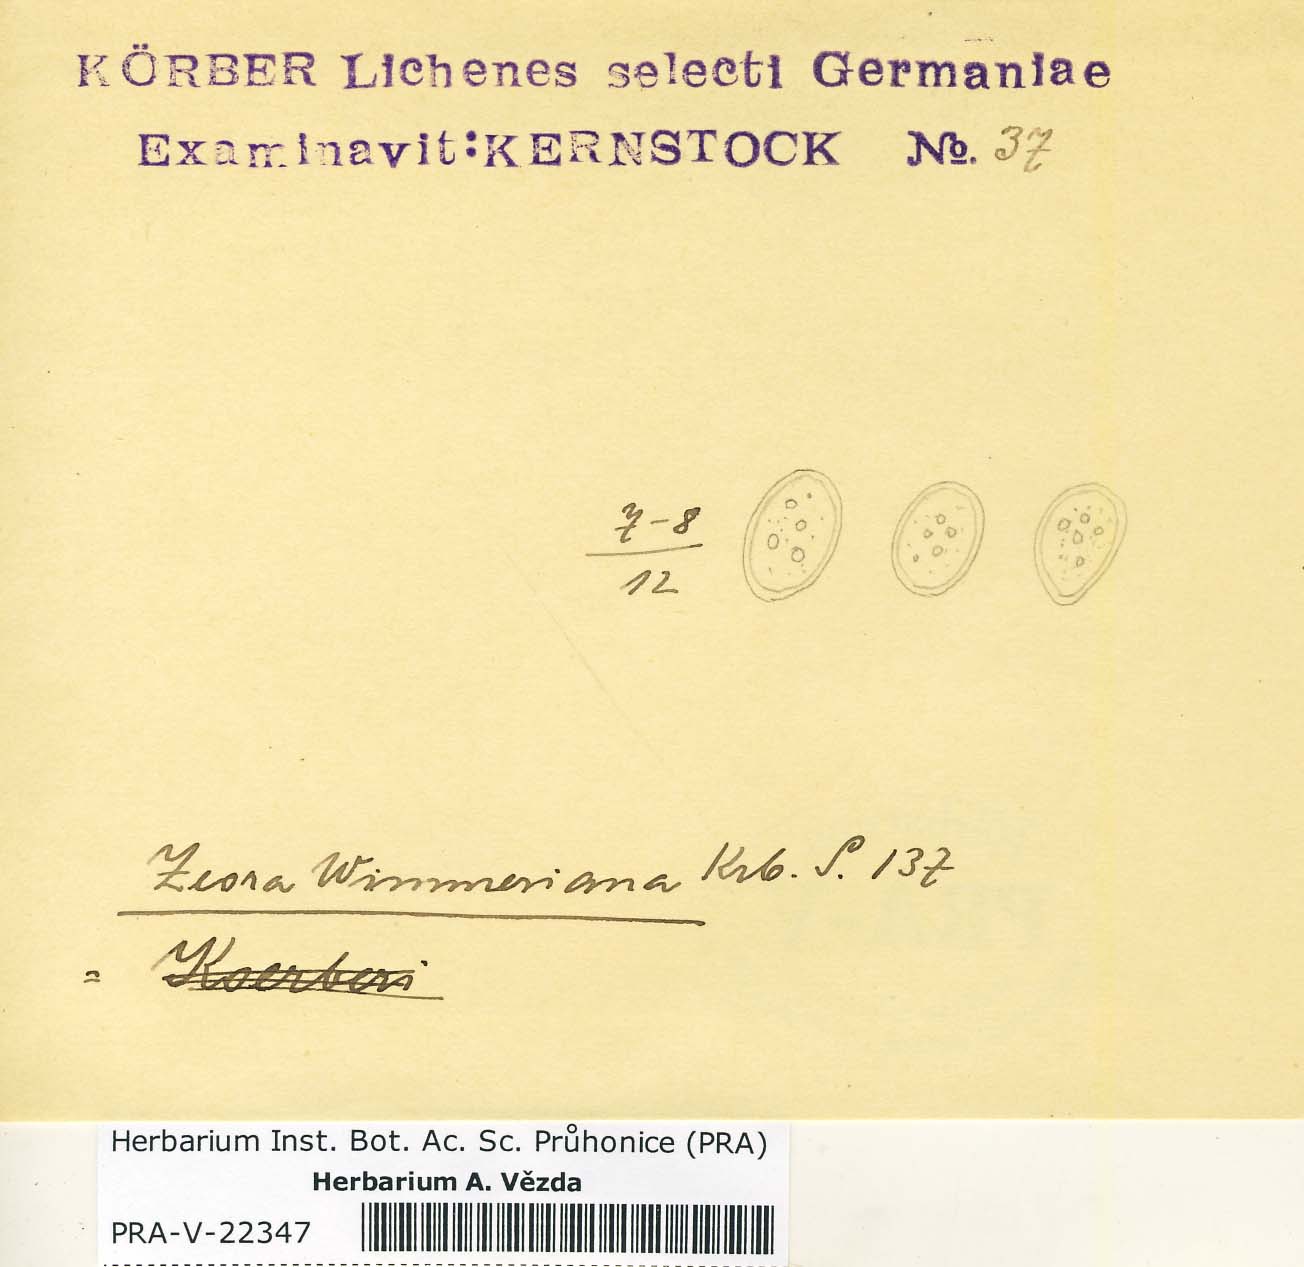 KÖRBER Lichenes selecti Germaniae
Examinavit: KERNSTOCK No. 37
7-8
12
Zeora Wimmeriana Krb. S. 137
= Koerberi
Herbarium Inst. Bot. Ac. Sc. Průhonice (PRA)
Herbarium A. Vězda
PRA-V-22347